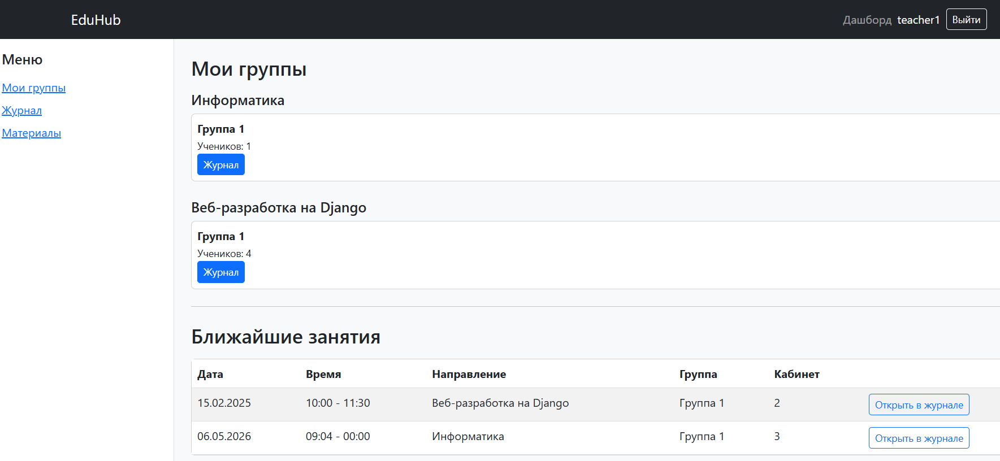 EduHub Дашборд teacher1 Выйти
Меню
Мои группы
Журнал
Материалы
Мои группы
Информатика
Группа 1
Учеников: 1
Журнал
Веб-разработка на Django
Группа 1
Учеников: 4
Журнал
Ближайшие занятия
Дата Время Направление Группа Кабинет
15.02.2025 10:00 - 11:30 Веб-разработка на Django Группа 1 2 Открыть в журнале
06.05.2026 09:04 - 00:00 Информатика Группа 1 3 Открыть в журнале